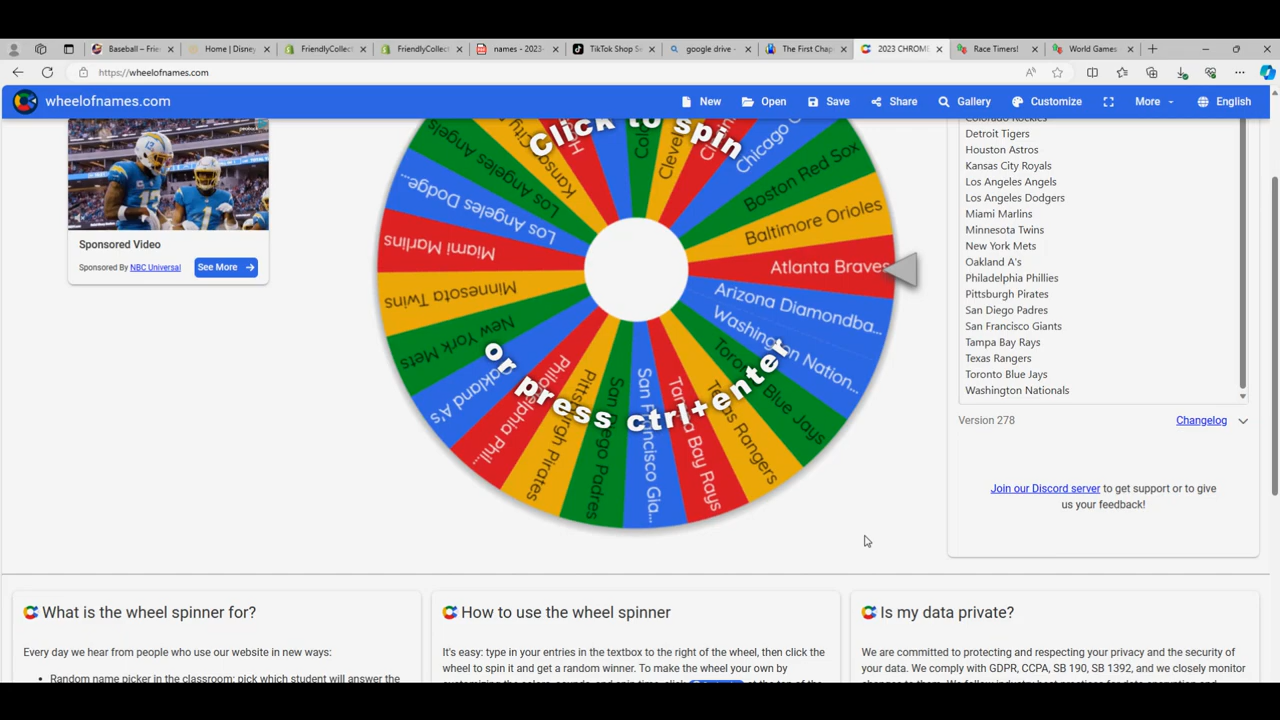 Baseball – Frie
Home | Disney
FriendlyCollect
FriendlyCollect
names - 2023-
TikTok Shop S
google drive -
The First Chap
2023 CHROME
Race Timers!
World Games
https://wheelofnames.com
wheelofnames.com
New
Open
Save
Share
Gallery
Customize
More
English
Sponsored Video
Sponsored By NBC Universal
See More
Click to spin
or press ctrl+enter
Los Angeles Angels
Los Angeles Dodge...
Miami Marlins
Minnesota Twins
New York Mets
Oakland A's
Pittsburgh Pirates
San Diego Padres
San Francisco Gia...
Tampa Bay Rays
Texas Rangers
Toronto Blue Jays
Washington Nation...
Arizona Diamondba...
Atlanta Braves
Baltimore Orioles
Boston Red Sox
Colorado Rockies
Detroit Tigers
Houston Astros
Kansas City Royals
Los Angeles Angels
Los Angeles Dodgers
Miami Marlins
Minnesota Twins
New York Mets
Oakland A's
Philadelphia Phillies
Pittsburgh Pirates
San Diego Padres
San Francisco Giants
Tampa Bay Rays
Texas Rangers
Toronto Blue Jays
Washington Nationals
Version 278
Changelog
Join our Discord server to get support or to give
us your feedback!
What is the wheel spinner for?
Every day we hear from people who use our website in new ways:
Random name picker in the classroom: pick which student will answer the
How to use the wheel spinner
It's easy: type in your entries in the textbox to the right of the wheel, then click the
wheel to spin it and get a random winner. To make the wheel your own by
Is my data private?
We are committed to protecting and respecting your privacy and the security of
your data. We comply with GDPR, CCPA, SB 190, SB 1392, and we closely monitor